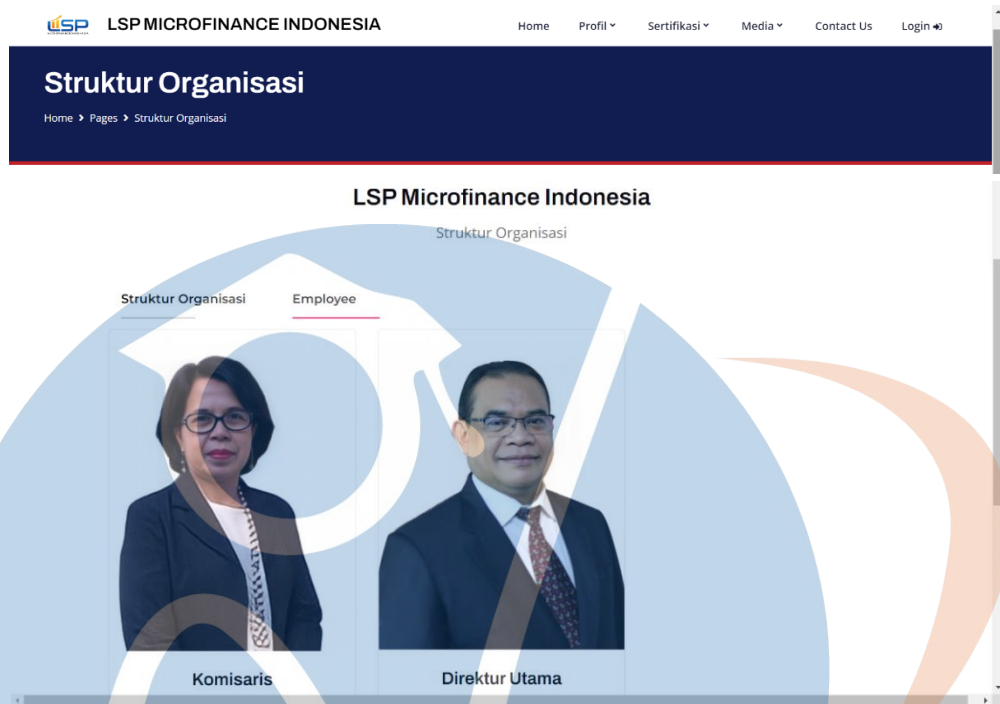 LSP
LSP MICROFINANCE INDONESIA
Home Profil Sertifikasi Media Contact Us Login
Struktur Organisasi
Home > Pages > Struktur Organisasi
LSP Microfinance Indonesia
Struktur Organisasi
Struktur Organisasi Employee
Komisaris Direktur Utama